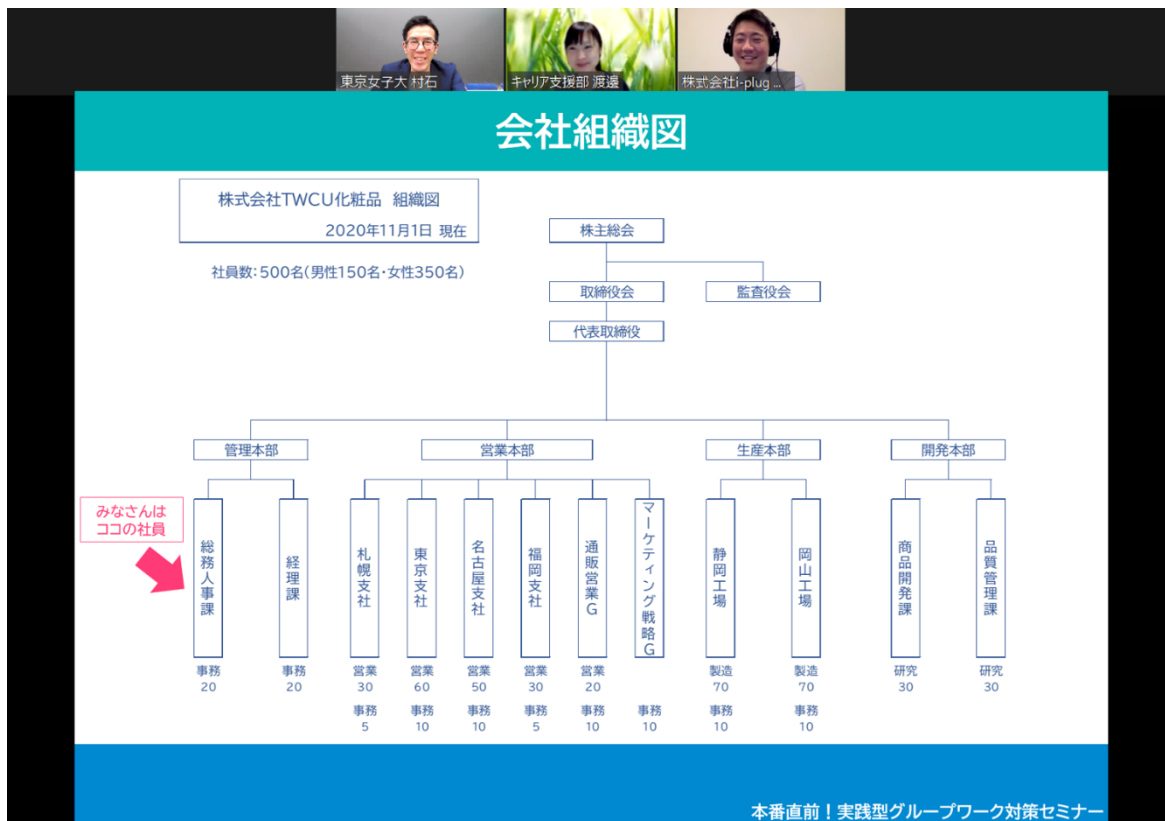 東京女子大 村石
キャリア支援部 渡邉
株式会社i-plug ...
会社組織図
株式会社TWCU化粧品 組織図
2020年11月1日 現在
社員数:500名(男性150名・女性350名)
株主総会
取締役会
監査役会
代表取締役
管理本部
営業本部
生産本部
開発本部
みなさんは
ココの社員
総務人事課
経理課
札幌支社
東京支社
名古屋支社
福岡支社
通販営業G
マーケティング戦略G
静岡工場
岡山工場
商品開発課
品質管理課
事務 事務 営業 営業 営業 営業 営業 製造 製造 研究 研究
20 20 30 60 50 30 20 70 70 30 30
事務 事務 事務 事務 事務 事務 事務 事務
5 10 10 5 10 10 10 10
本番直前!実践型グループワーク対策セミナー